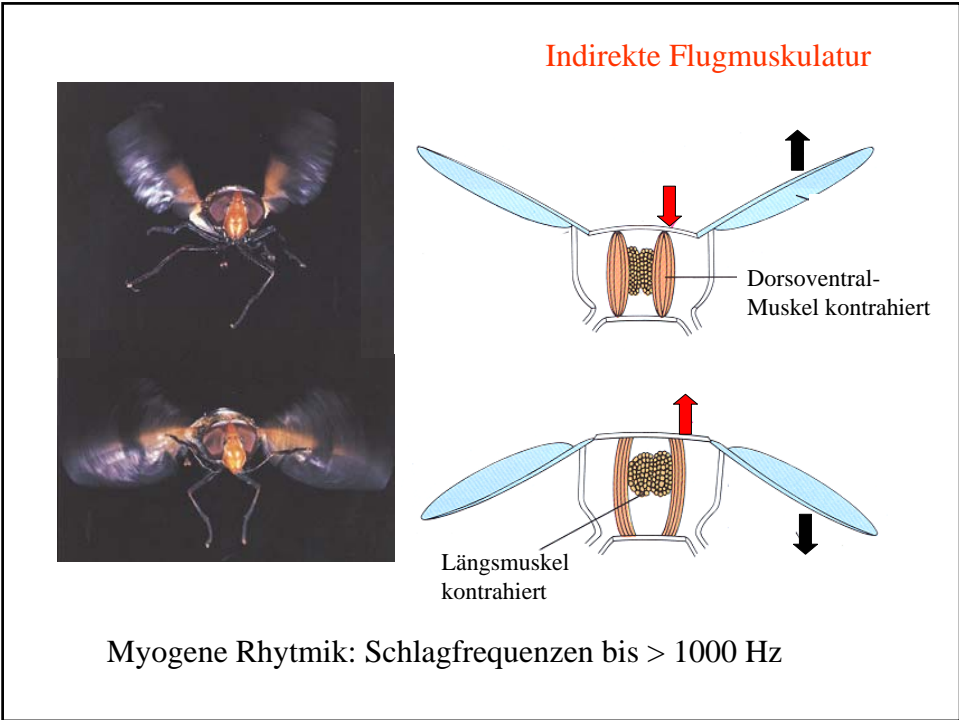 Indirekte Flugmuskulatur
Dorsoventral-
Muskel kontrahiert
Längsmuskel
kontrahiert
Myogene Rhytmik: Schlagfrequenzen bis > 1000 Hz